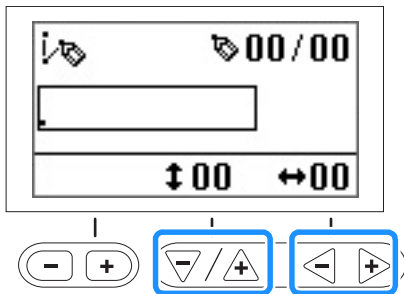 00/00
↕00 ↔00
- + -/+ - +